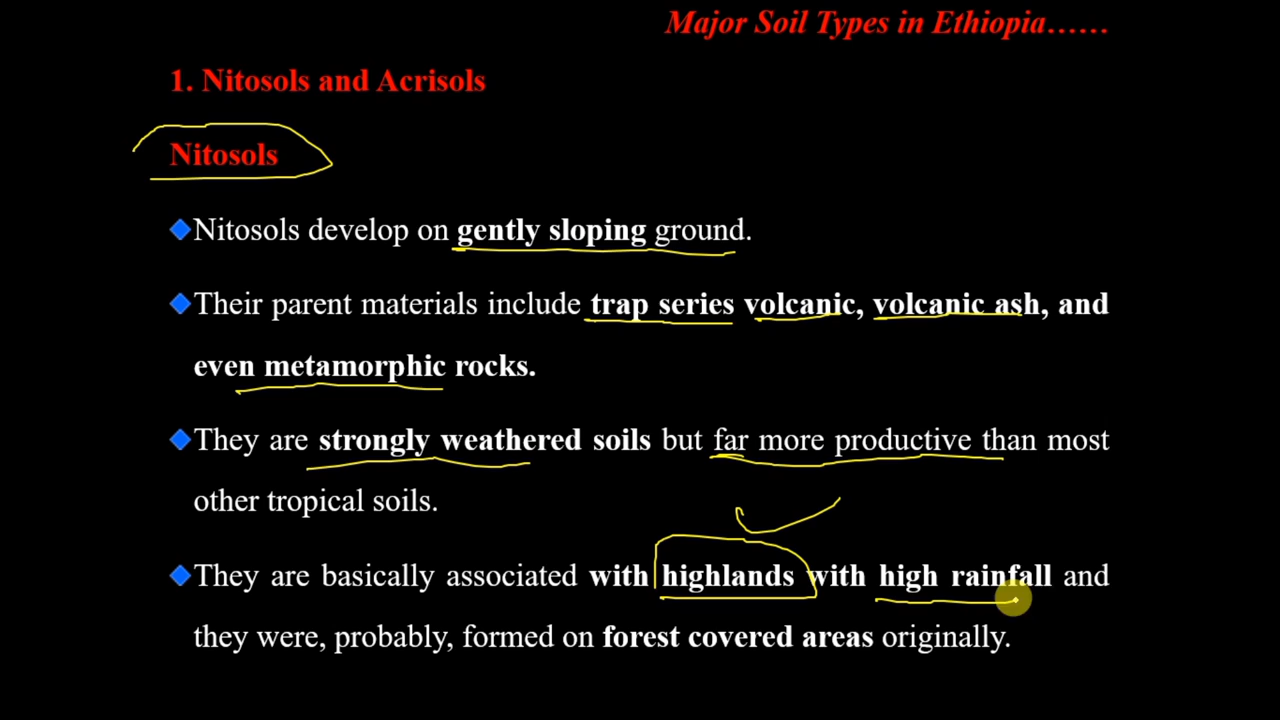 Major Soil Types in Ethiopia……
1. Nitosols and Acrisols
Nitosols
Nitosols develop on gently sloping ground.
Their parent materials include trap series volcanic, volcanic ash, and
even metamorphic rocks.
They are strongly weathered soils but far more productive than most
other tropical soils.
They are basically associated with highlands with high rainfall and
they were, probably, formed on forest covered areas originally.